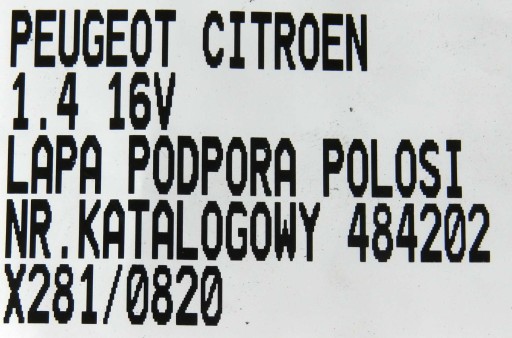 PEUGEOT CITROEN
1.4 16V
LAPA PODPORA POLOSI
NR.KATALOGOWY 484202
X281/0820